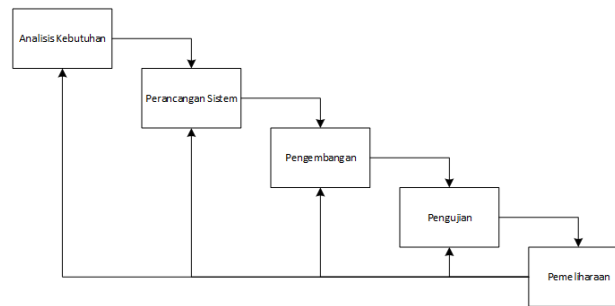 Analisis Kebutuhan
Perancangan Sistem
Pengembangan
Pengujian
Pemeliharaan